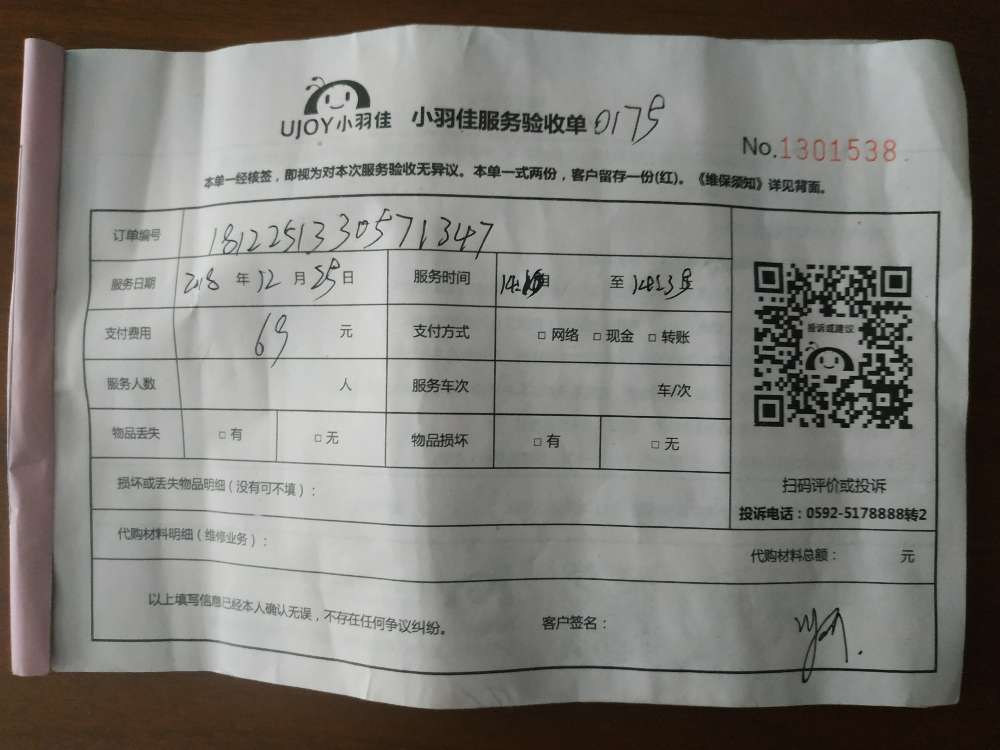 UJOY小羽佳 小羽佳服务验收单 0175
No.1301538
本单一经核签，即视为对本次服务验收无异议。本单一式两份，客户留存一份(红)。《维保须知》详见背面。
订单编号 1812251330571347
服务日期 218 年 12 月 25 日 服务时间 至
支付费用 69 元 支付方式 □ 网络 □ 现金 □ 转账
服务人数 人 服务车次 车/次
物品丢失 □ 有 □ 无 物品损坏 □ 有 □ 无
投诉或建议
扫码评价或投诉
投诉电话：0592-5178888转2
损坏或丢失物品明细（没有可不填）：
代购材料明细（维修业务）：
代购材料总额： 元
以上填写信息已经本人确认无误，不存在任何争议纠纷。 客户签名：